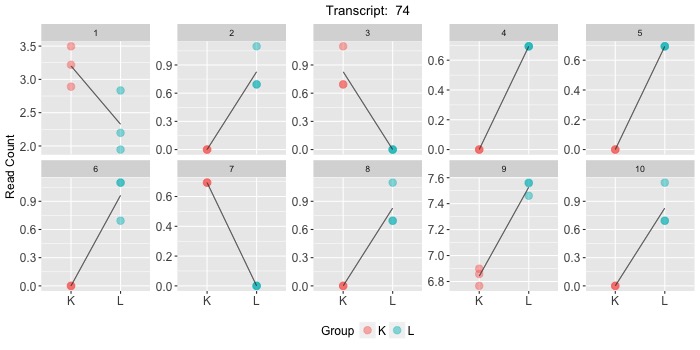 Transcript: 74
1 2 3 4 5
3.5 0.9 0.9 0.6 0.6
3.0 0.6 0.6 0.4 0.4
2.5 0.3 0.3 0.2 0.2
2.0 0.0 0.0 0.0 0.0
Read Count
6 7 8 9 10
0.9 0.6 0.9 7.6 0.9
0.6 0.4 0.6 7.4 0.6
0.3 0.2 0.3 7.2 0.3
0.0 0.0 0.0 7.0 0.0
6.8
K L K L K L K L K L
Group K L